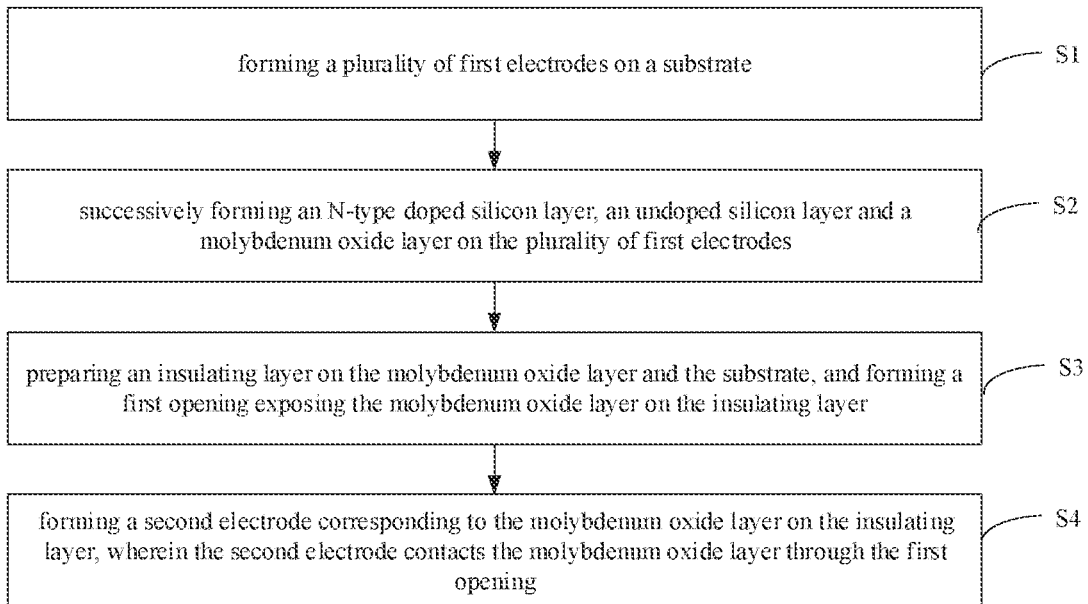 forming a plurality of first electrodes on a substrate
S1
successively forming an N-type doped silicon layer, an undoped silicon layer and a
molybdenum oxide layer on the plurality of first electrodes
S2
preparing an insulating layer on the molybdenum oxide layer and the substrate, and forming a
first opening exposing the molybdenum oxide layer on the insulating layer
S3
forming a second electrode corresponding to the molybdenum oxide layer on the insulating
layer, wherein the second electrode contacts the molybdenum oxide layer through the first
opening
S4